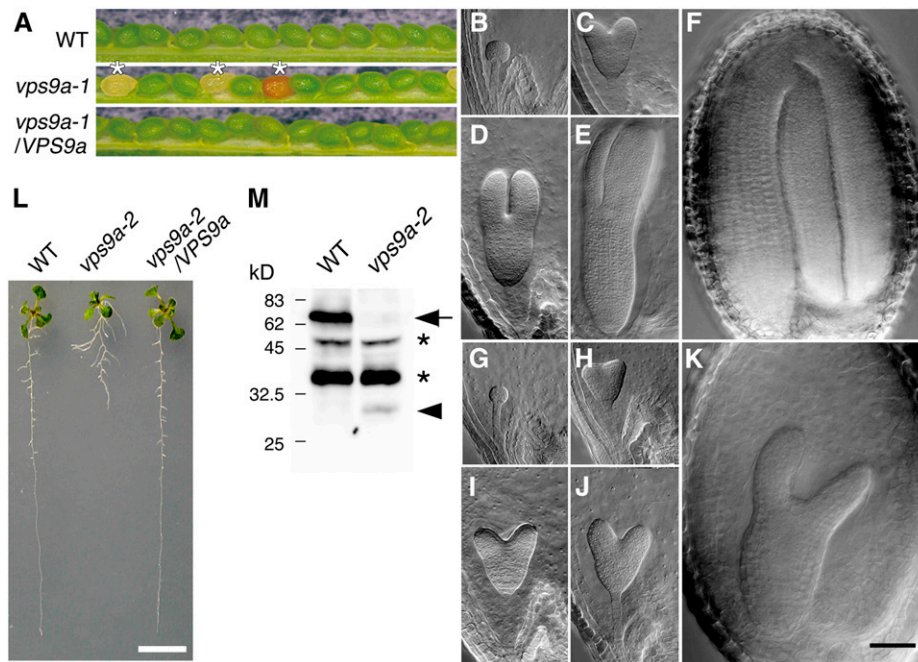 A
WT
vps9a-1
vps9a-1
/VPS9a
* * *
B
C
D
E
F
G
H
I
J
K
L
WT
vps9a-2
vps9a-2
/VPS9a
M
kD
WT
vps9a-2
83
62
45
32.5
25
*
*